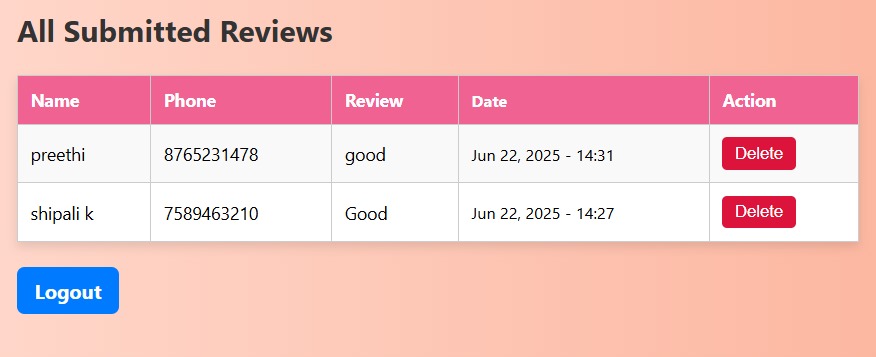 All Submitted Reviews
Name Phone Review Date Action
preethi 8765231478 good Jun 22, 2025 - 14:31 Delete
shipali k 7589463210 Good Jun 22, 2025 - 14:27 Delete
Logout